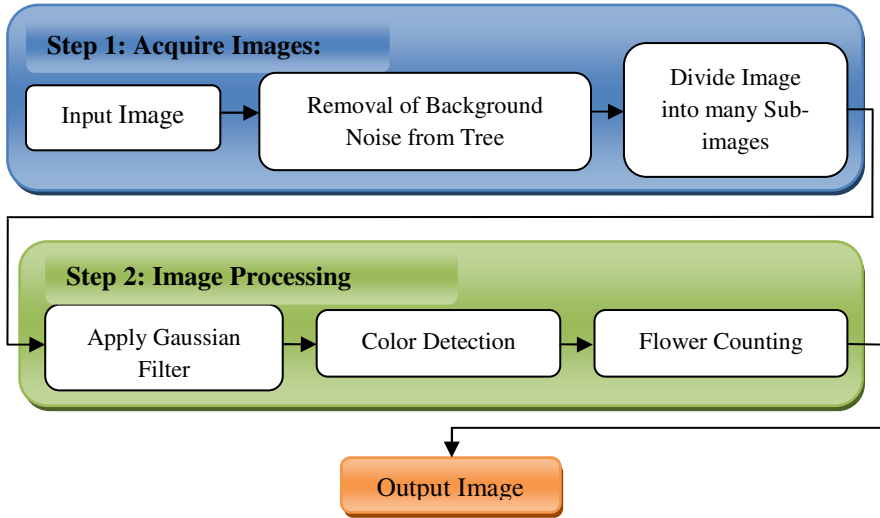 Step 1: Acquire Images:
Input Image
Removal of Background
Noise from Tree
Divide Image
into many Sub-
images
Step 2: Image Processing
Apply Gaussian
Filter
Color Detection
Flower Counting
Output Image